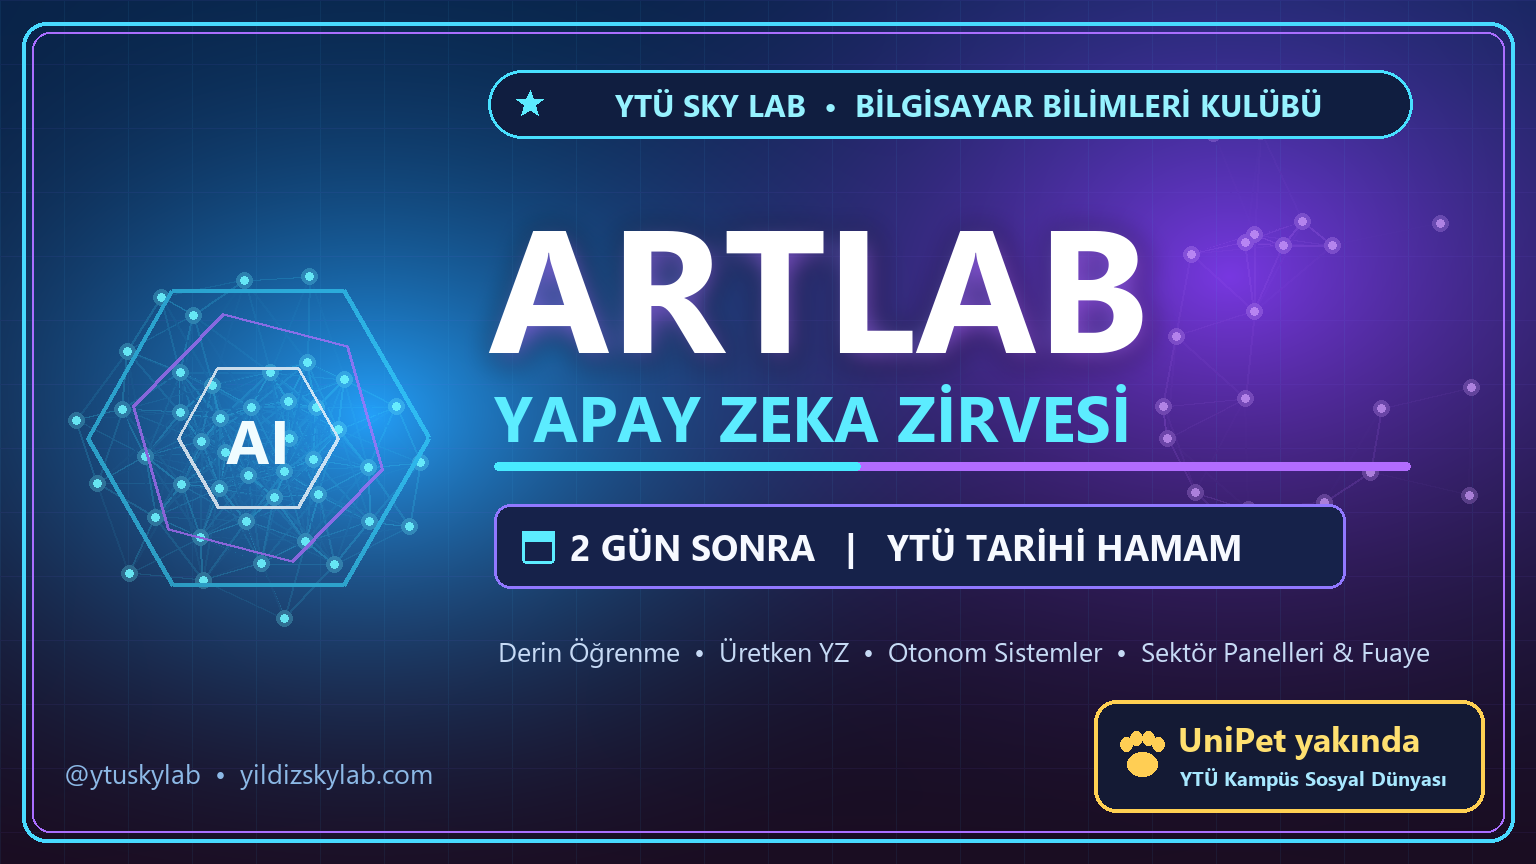 YTÜ SKY LAB • BİLGİSAYAR BİLİMLERİ KULÜBÜ
ARTLAB
YAPAY ZEKA ZİRVESİ
AI
2 GÜN SONRA | YTÜ TARİHİ HAMAM
Derin Öğrenme • Üretken YZ • Otonom Sistemler • Sektör Panelleri & Fuaye
UniPet yakında
YTÜ Kampüs Sosyal Dünyası
@ytuskylab • yildizskylab.com